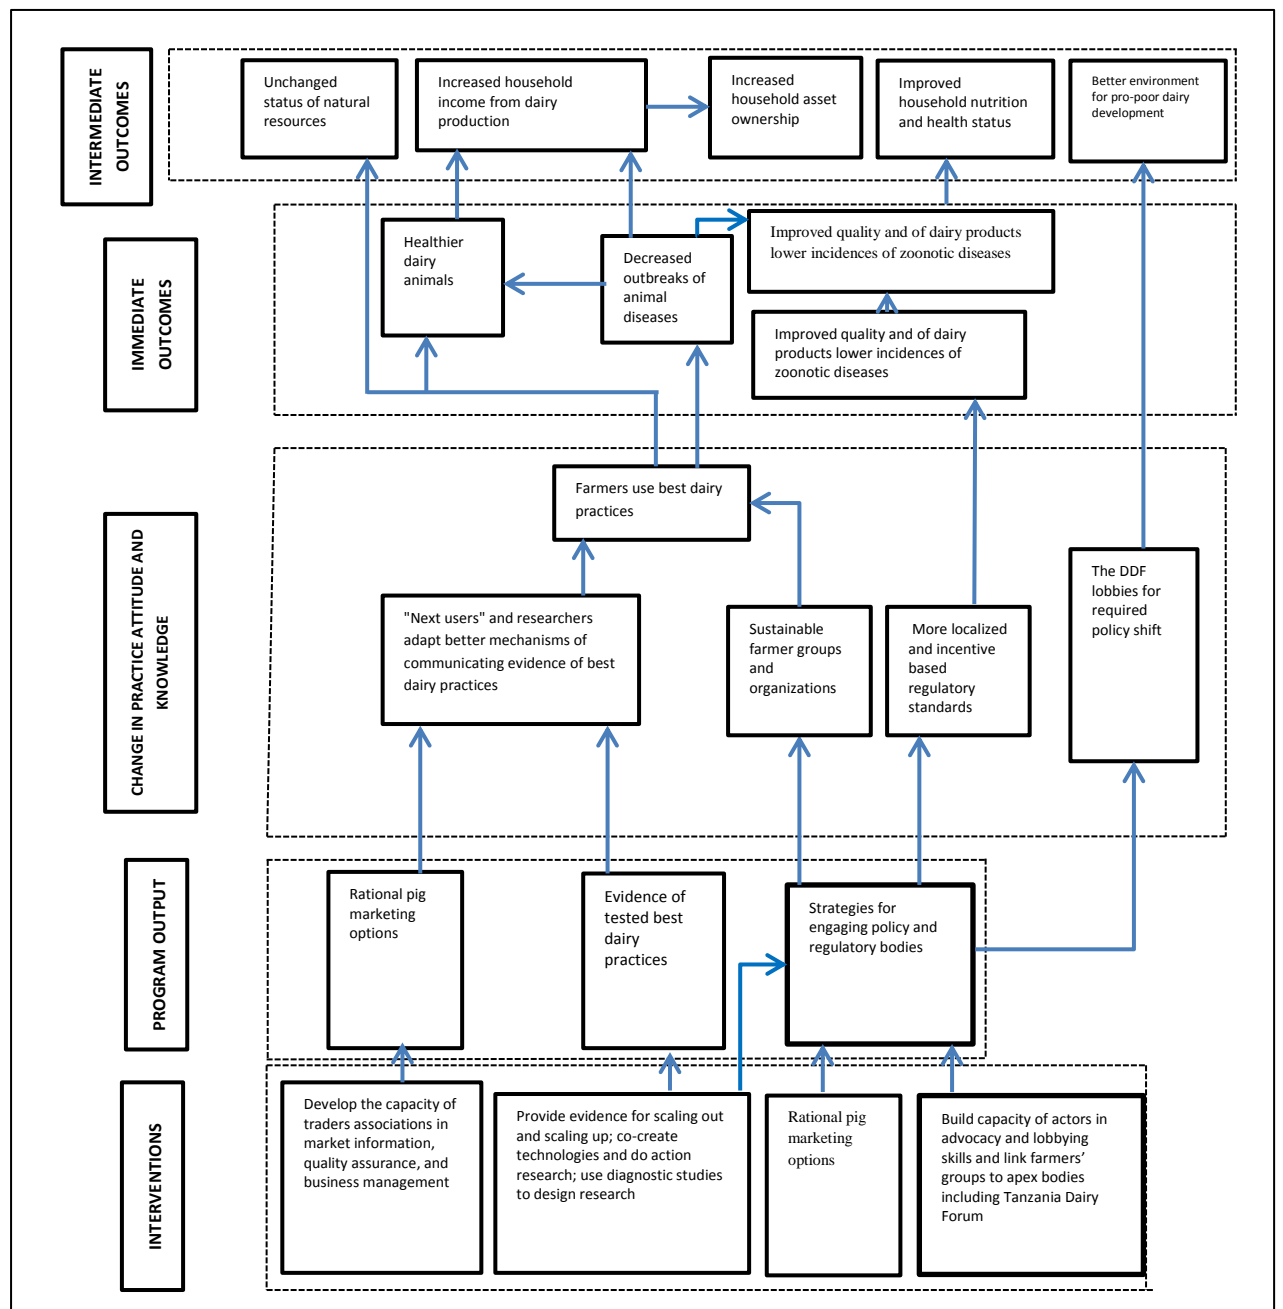 INTERMEDIATE
OUTCOMES
Unchanged
status of natural
resources
Increased household
income from dairy
production
Increased
household asset
ownership
Improved
household nutrition
and health status
Better environment
for pro-poor dairy
development
IMMEDIATE
OUTCOMES
Healthier
dairy
animals
Decreased
outbreaks of
animal
diseases
Improved quality and of dairy products
lower incidences of zoonotic diseases
Improved quality and of dairy
products lower incidences of
zoonotic diseases
CHANGE IN PRACTICE ATTITUDE AND
KNOWLEDGE
Farmers use best dairy
practices
"Next users" and researchers
adapt better mechanisms of
communicating evidence of best
dairy practices
Sustainable
farmer groups
and
organizations
More localized
and incentive
based
regulatory
standards
The DDF
lobbies for
required
policy shift
PROGRAM OUTPUT
Rational pig
marketing
options
Evidence of
tested best
dairy
practices
Strategies for
engaging policy and
regulatory bodies
INTERVENTIONS
Develop the capacity of
traders associations in
market information,
quality assurance, and
business management
Provide evidence for scaling out
and scaling up; co-create
technologies and do action
research; use diagnostic studies
to design research
Rational pig
marketing
options
Build capacity of actors in
advocacy and lobbying
skills and link farmers’
groups to apex bodies
including Tanzania Dairy
Forum